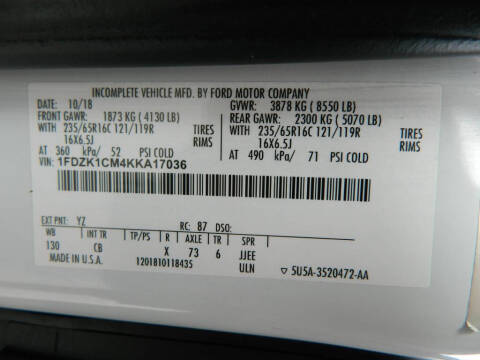 INCOMPLETE VEHICLE MFD. BY FORD MOTOR COMPANY
DATE: 10/18 GVWR: 3878 KG ( 8550 LB)
FRONT GAWR: 1873 KG ( 4130 LB) REAR GAWR: 2300 KG ( 5070 LB)
WITH 235/65R16C 121/119R TIRES WITH 235/65R16C 121/119R TIRES
16X6.5J RIMS 16X6.5J RIMS
AT 360 kPa/ 52 PSI COLD AT 490 kPa/ 71 PSI COLD
VIN: 1FDZK1CM4KKA17036
EXT PNT: YZ RC: 87 DSO:
WB INT TR TP/PS R AXLE TR SPR
130 CB X 73 6 JJEE
MADE IN U.S.A. 1201810118435 ULN ▽ 5U5A-3520472-AA